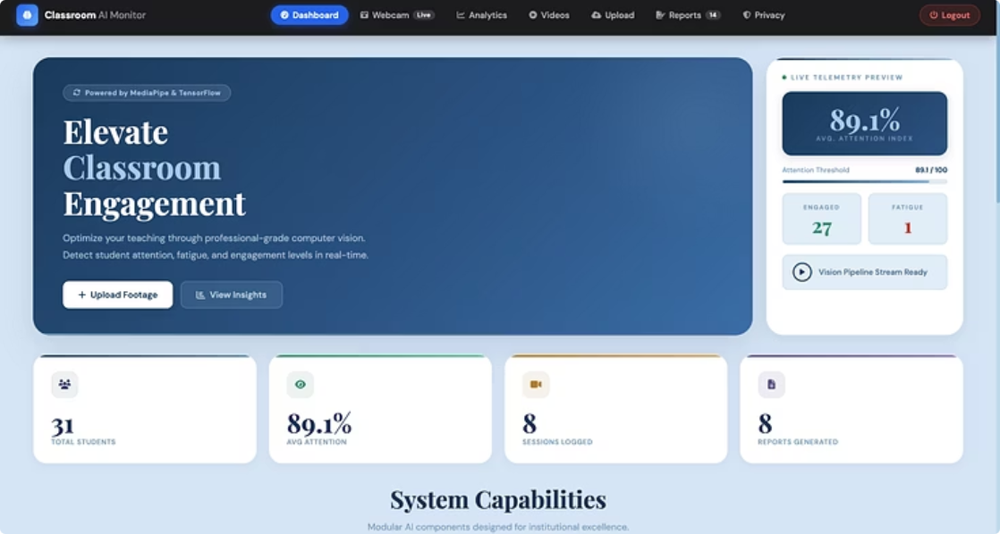 Classroom AI Monitor
Dashboard
Webcam Live
Analytics
Videos
Upload
Reports 14
Privacy
Logout
Powered by MediaPipe & TensorFlow
Elevate
Classroom
Engagement
Optimize your teaching through professional-grade computer vision.
Detect student attention, fatigue, and engagement levels in real-time.
+ Upload Footage
View Insights
LIVE TELEMETRY PREVIEW
89.1%
AVG. ATTENTION INDEX
Attention Threshold 89.1 / 100
ENGAGED
27
FATIGUE
1
Vision Pipeline Stream Ready
31
TOTAL STUDENTS
89.1%
AVG ATTENTION
8
SESSIONS LOGGED
8
REPORTS GENERATED
System Capabilities
Modular AI components designed for institutional excellence.